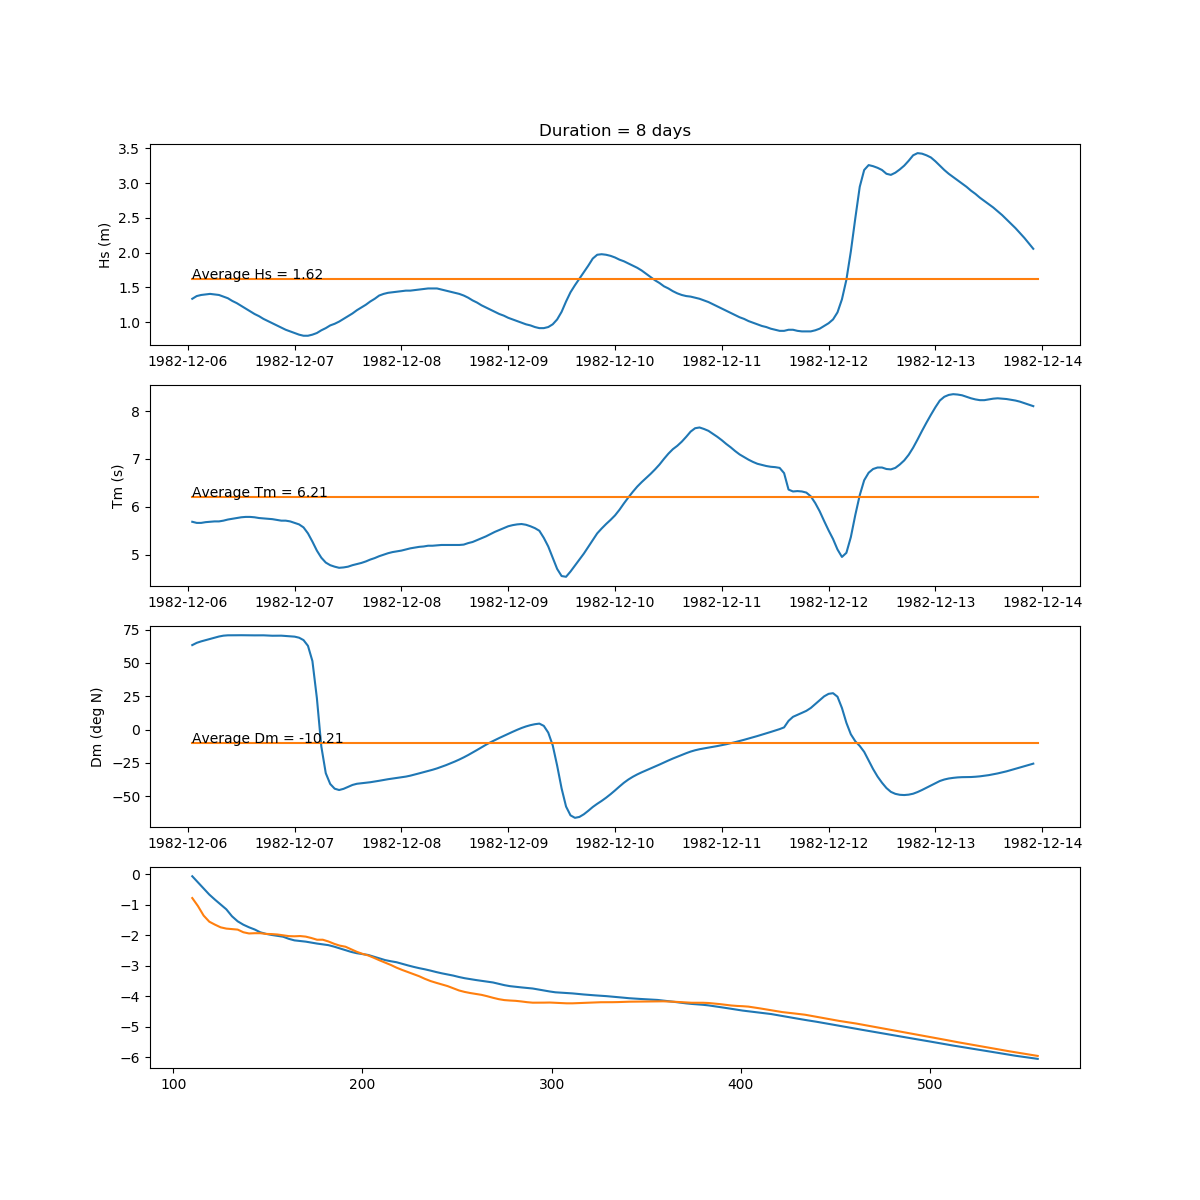 Duration = 8 days
3.5
3.0
2.5
2.0
1.5
1.0
Hs (m)
Average Hs = 1.62
1982-12-06 1982-12-07 1982-12-08 1982-12-09 1982-12-10 1982-12-11 1982-12-12 1982-12-13 1982-12-14
8
7
6
5
Tm (s)
Average Tm = 6.21
1982-12-06 1982-12-07 1982-12-08 1982-12-09 1982-12-10 1982-12-11 1982-12-12 1982-12-13 1982-12-14
75
50
25
0
−25
−50
Dm (deg N)
Average Dm = -10.21
1982-12-06 1982-12-07 1982-12-08 1982-12-09 1982-12-10 1982-12-11 1982-12-12 1982-12-13 1982-12-14
0
−1
−2
−3
−4
−5
−6
100 200 300 400 500